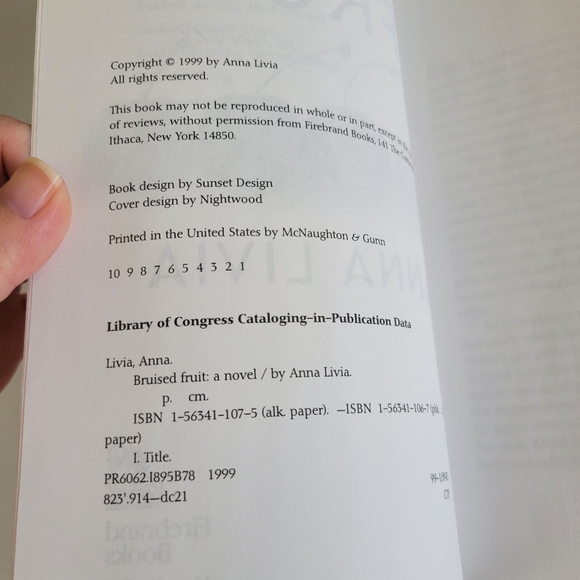 Copyright © 1999 by Anna Livia
All rights reserved.
This book may not be reproduced in whole or in part, except in the
of reviews, without permission from Firebrand Books, 141 The
Ithaca, New York 14850.
Book design by Sunset Design
Cover design by Nightwood
Printed in the United States by McNaughton & Gunn
10 9 8 7 6 5 4 3 2 1
Library of Congress Cataloging-in-Publication Data
Livia, Anna.
Bruised fruit: a novel / by Anna Livia.
p. cm.
ISBN 1-56341-107-5 (alk. paper). —ISBN 1-56341-106-7
paper)
I. Title.
PR6062.I895B78 1999
823'.914—dc21